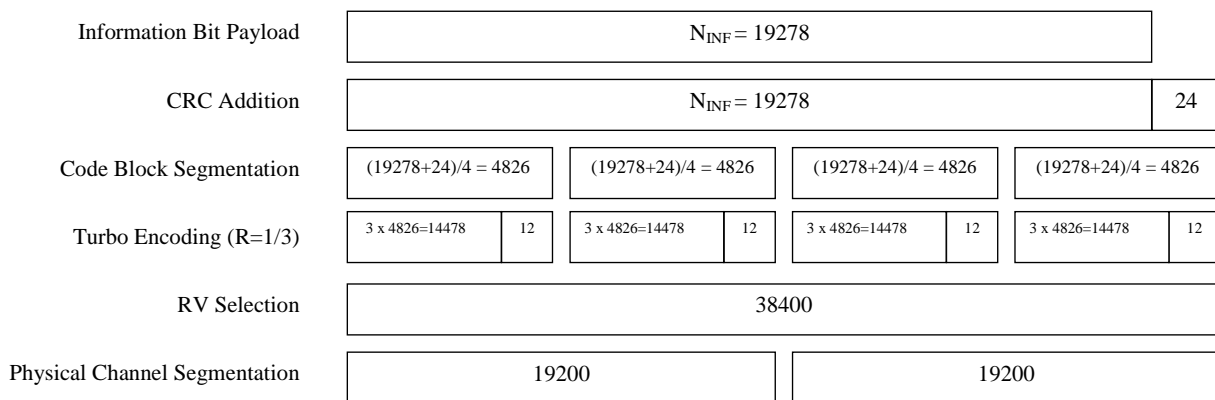 Information Bit Payload N_INF = 19278
CRC Addition N_INF = 19278 24
Code Block Segmentation (19278+24)/4 = 4826 (19278+24)/4 = 4826 (19278+24)/4 = 4826 (19278+24)/4 = 4826
Turbo Encoding (R=1/3) 3 x 4826=14478 12 3 x 4826=14478 12 3 x 4826=14478 12 3 x 4826=14478 12
RV Selection 38400
Physical Channel Segmentation 19200 19200